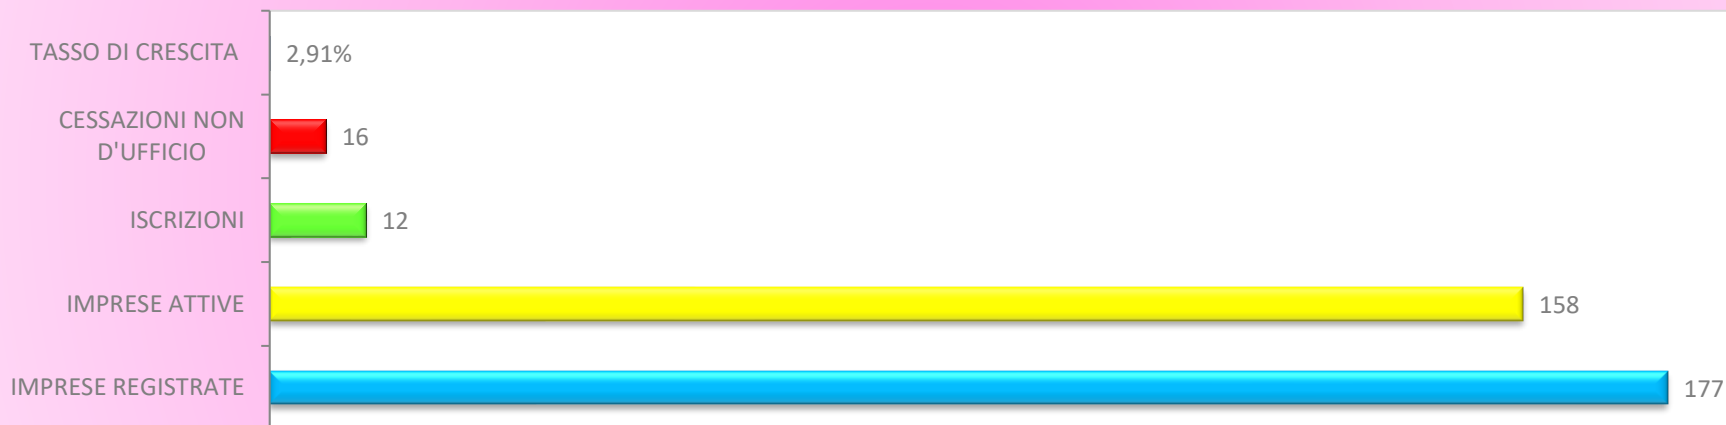 TASSO DI CRESCITA 2,91%
CESSAZIONI NON
D'UFFICIO 16
ISCRIZIONI 12
IMPRESE ATTIVE 158
IMPRESE REGISTRATE 177